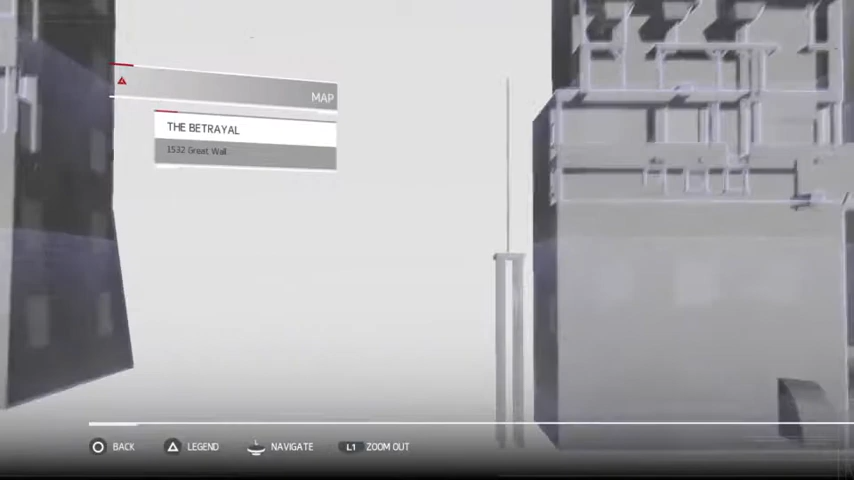 MAP
THE BETRAYAL
1532 Great Wall
BACK
LEGEND
L
NAVIGATE
L1
ZOOM OUT